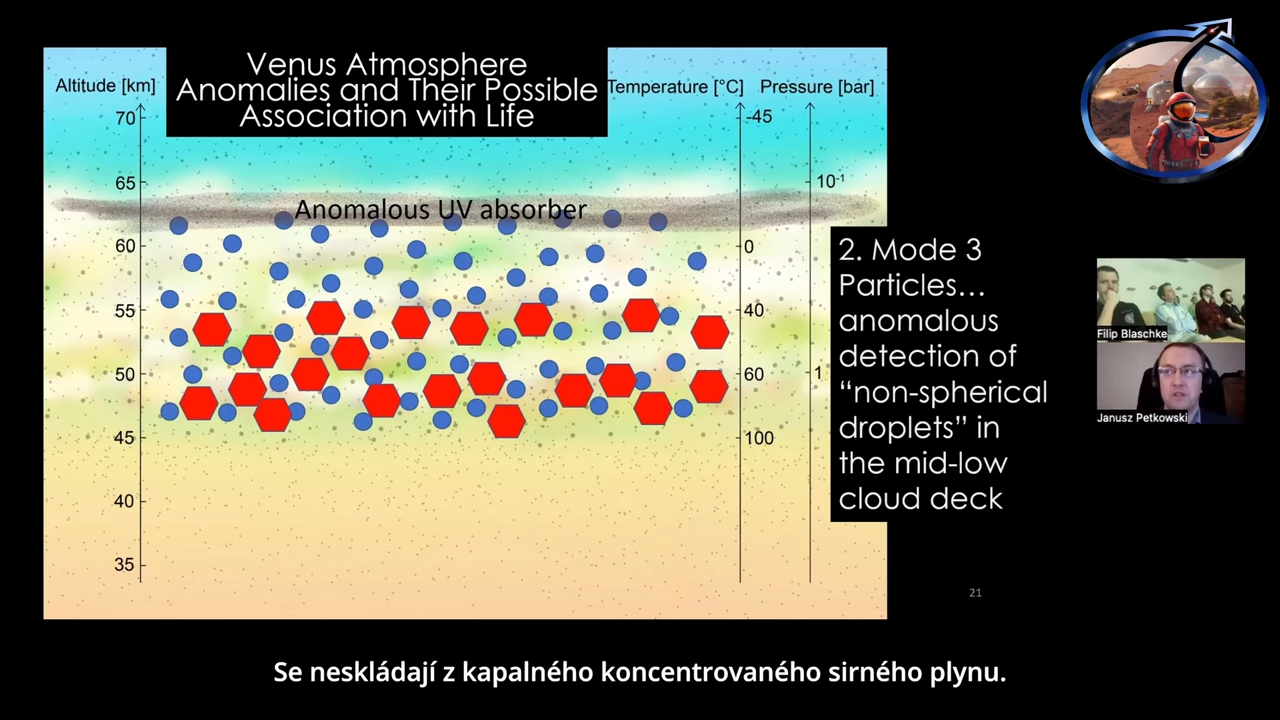 Venus Atmosphere
Anomalies and Their Possible
Association with Life
Altitude [km]
Temperature [°C]
Pressure [bar]
70
65
60
55
50
45
40
35
-45
0
40
60
100
10⁻¹
1
Anomalous UV absorber
2. Mode 3
Particles…
anomalous
detection of
“non-spherical
droplets” in
the mid-low
cloud deck
21
Filip Blaschke
Janusz Petkowski
Se neskládají z kapalného koncentrovaného sirného plynu.